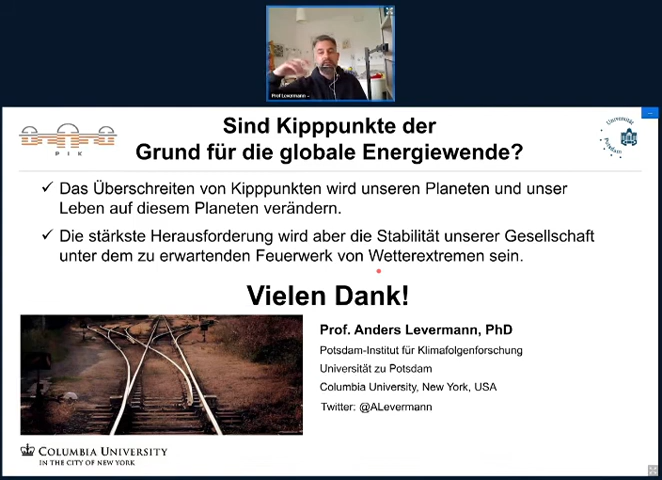 Prof Levermann
Sind Kipppunkte der
Grund für die globale Energiewende?
PIK
Universität
Potsdam
✓ Das Überschreiten von Kipppunkten wird unseren Planeten und unser
Leben auf diesem Planeten verändern.
✓ Die stärkste Herausforderung wird aber die Stabilität unserer Gesellschaft
unter dem zu erwartenden Feuerwerk von Wetterextremen sein.
Vielen Dank!
Prof. Anders Levermann, PhD
Potsdam-Institut für Klimafolgenforschung
Universität zu Potsdam
Columbia University, New York, USA
Twitter: @ALevermann
COLUMBIA UNIVERSITY
IN THE CITY OF NEW YORK